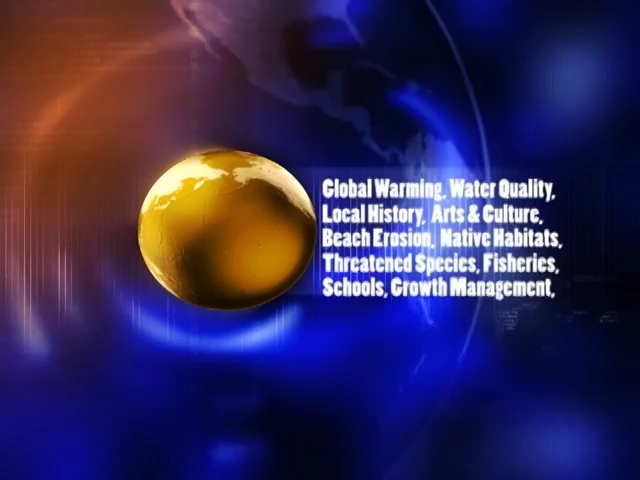 Global Warming, Water Quality,
Local History, Arts & Culture,
Beach Erosion, Native Habitats,
Threatened Species, Fisheries,
Schools, Growth Management,